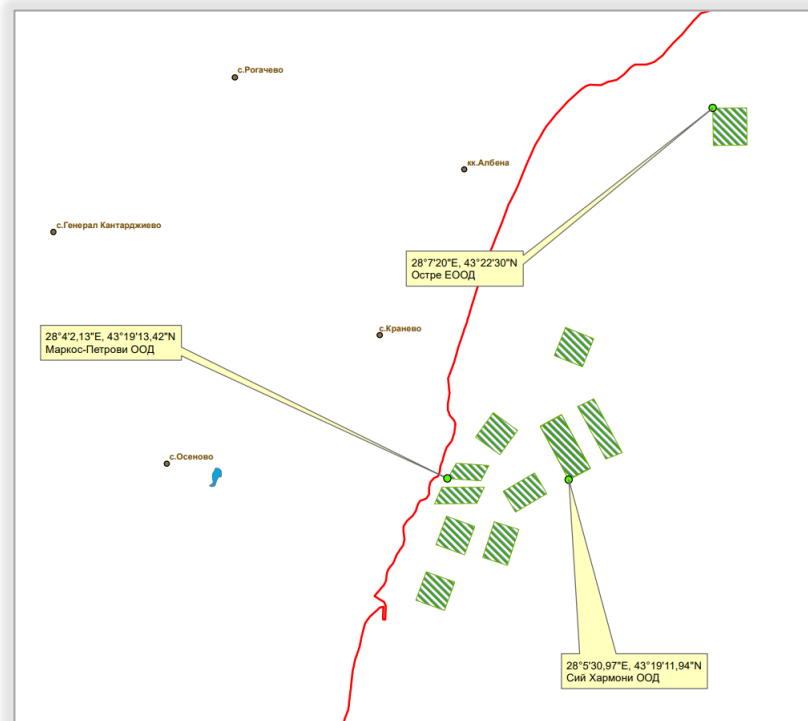 с.Рогачево
кк.Албена
с.Генерал Кантарджиево
28°7'20"E, 43°22'30"N
Остре ЕООД
28°4'2,13"E, 43°19'13,42"N
Маркос-Петрови ООД
с.Кранево
с.Осеново
28°5'30,97"E, 43°19'11,94"N
Сий Хармони ООД